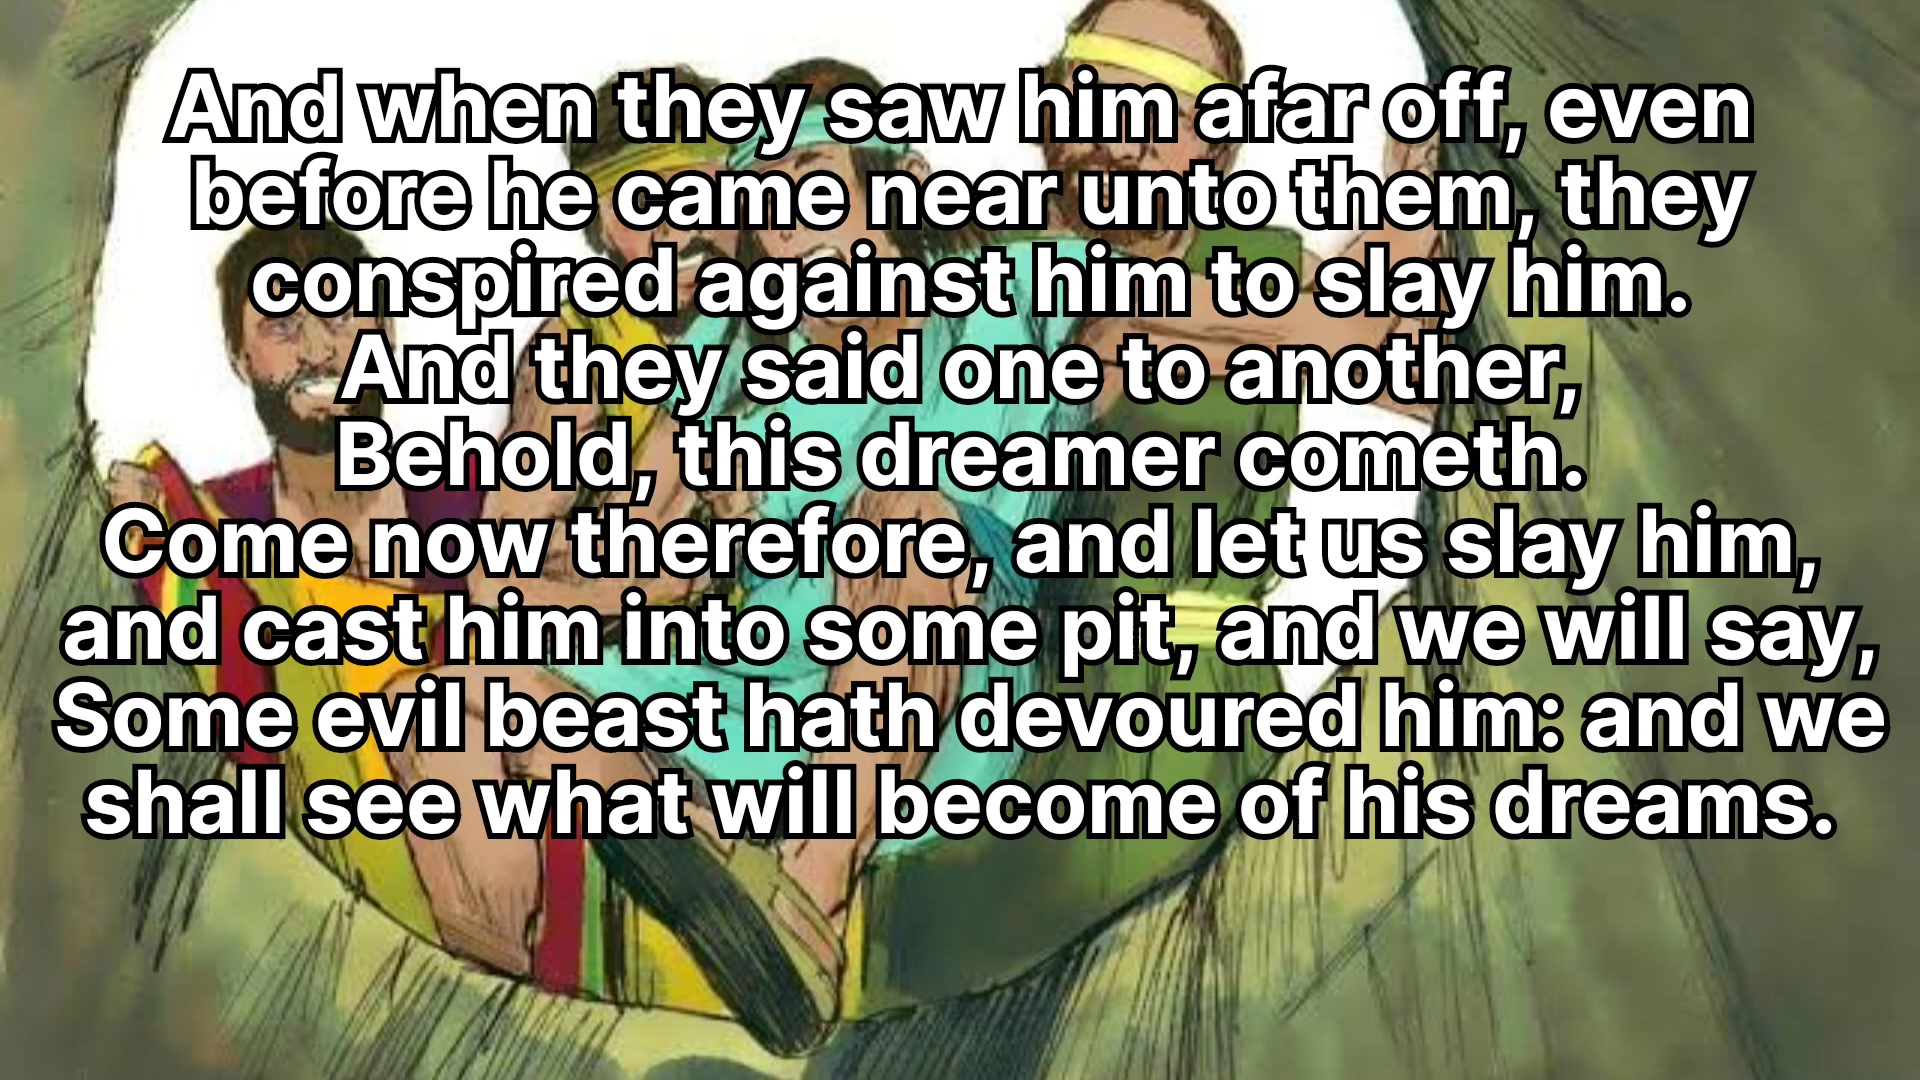 And when they saw him afar off, even
before he came near unto them, they
conspired against him to slay him.
And they said one to another,
Behold, this dreamer cometh.
Come now therefore, and let us slay him,
and cast him into some pit, and we will say,
Some evil beast hath devoured him: and we
shall see what will become of his dreams.